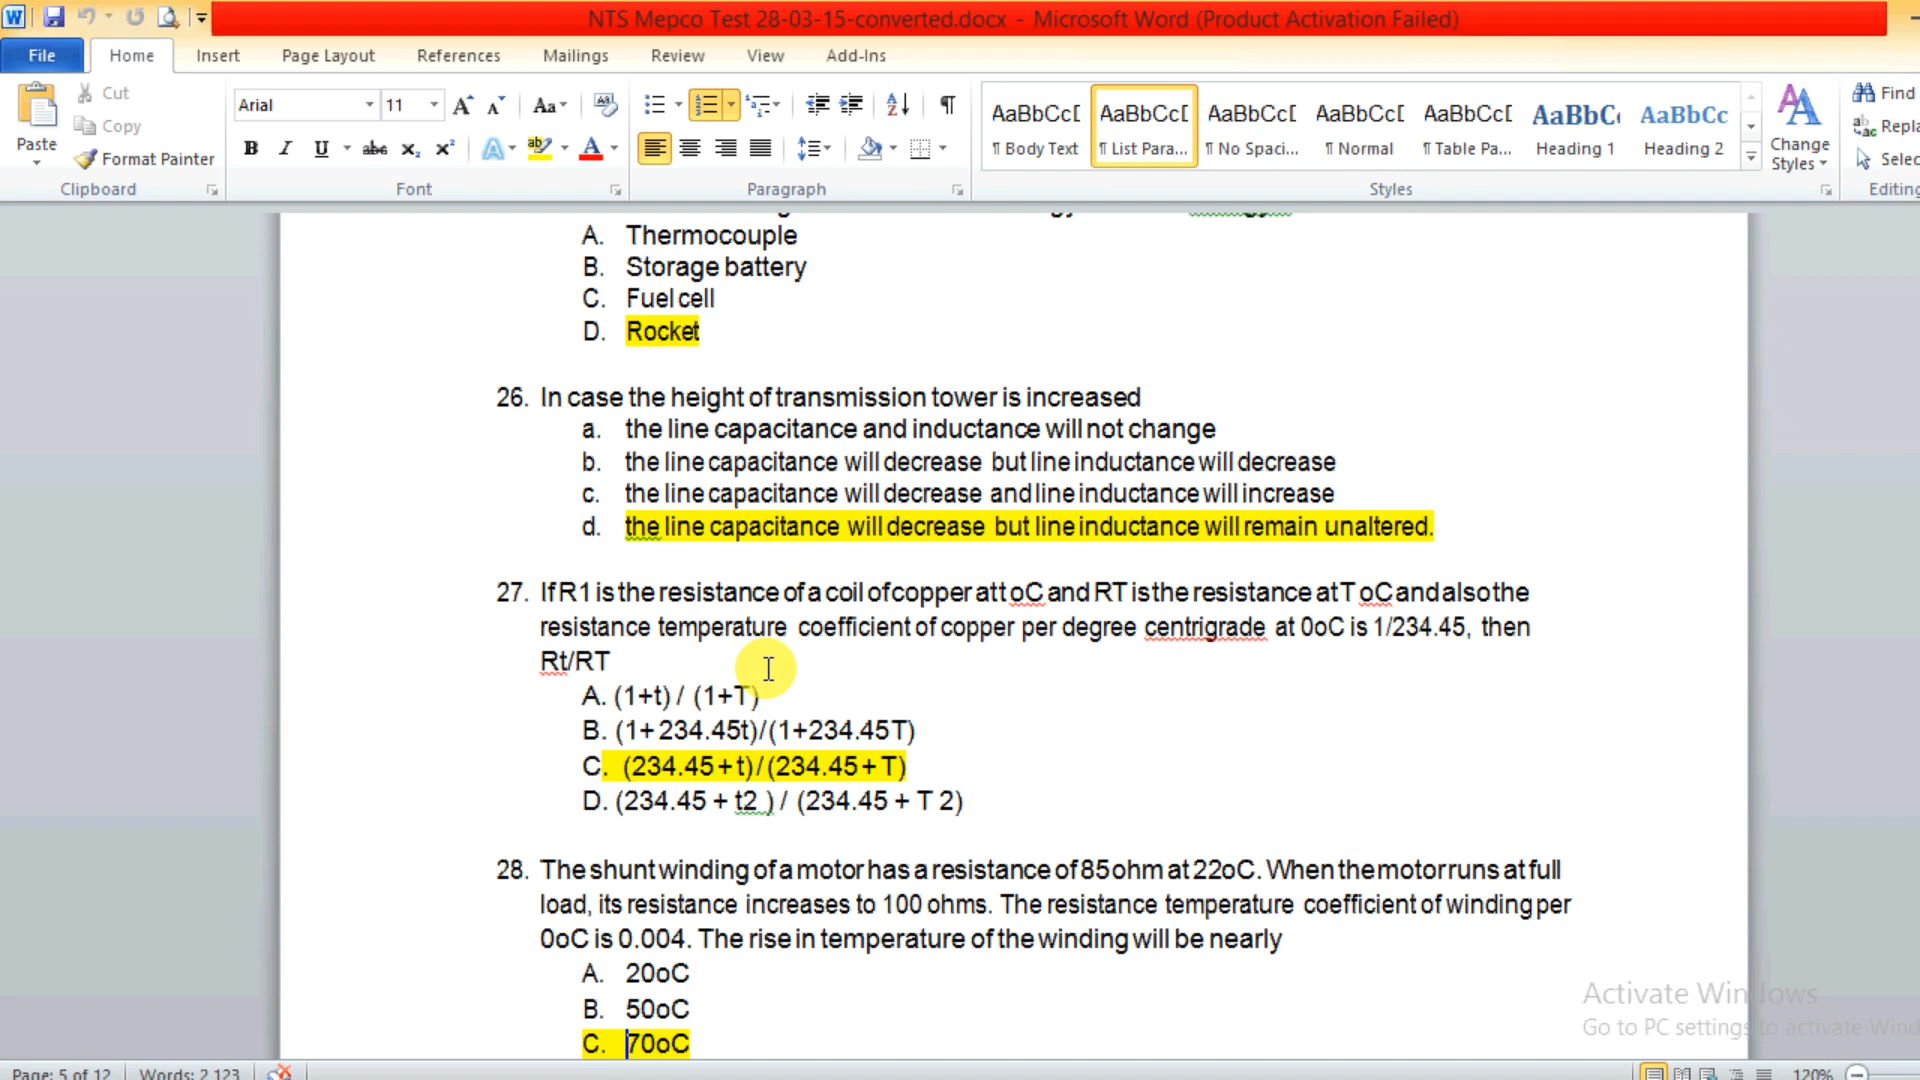 NTS Mepco Test 28-03-15-converted.docx - Microsoft Word (Product Activation Failed)
File Home Insert Page Layout References Mailings Review View Add-Ins
Paste
Cut
Copy
Format Painter
Clipboard
Arial 11
Font
Paragraph
AaBbCcD AaBbCcD AaBbCcD AaBbCcD AaBbCcD AaBbCc AaBbCc
¶ Body Text ¶ List Para... ¶ No Spaci... ¶ Normal ¶ Table Pa... Heading 1 Heading 2
Change Styles
Styles
Find
Repla
Selec
Editing
A. Thermocouple
B. Storage battery
C. Fuel cell
D. Rocket
26. In case the height of transmission tower is increased
a. the line capacitance and inductance will not change
b. the line capacitance will decrease but line inductance will decrease
c. the line capacitance will decrease and line inductance will increase
d. the line capacitance will decrease but line inductance will remain unaltered.
27. If R1 is the resistance of a coil of copper at t oC and RT is the resistance at T oC and also the
resistance temperature coefficient of copper per degree centrigrade at 0oC is 1/234.45, then
Rt/RT
A. (1+t) / (1+T)
B. (1+ 234.45t)/(1+234.45T)
C. (234.45+t)/(234.45+T)
D. (234.45 + t2 ) / (234.45 + T 2)
28. The shunt winding of a motor has a resistance of 85 ohm at 22oC. When the motor runs at full
load, its resistance increases to 100 ohms. The resistance temperature coefficient of winding per
0oC is 0.004. The rise in temperature of the winding will be nearly
A. 20oC
B. 50oC
C. 70oC
Activate Windows
Go to PC settings to activate Wind
Page: 5 of 12 Words: 2,123 120%